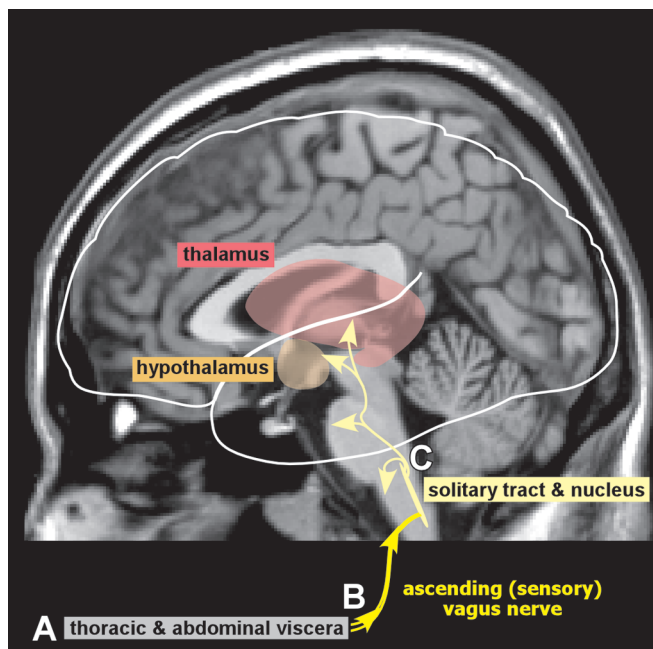 thalamus
hypothalamus
C
solitary tract & nucleus
B
ascending (sensory)
vagus nerve
A
thoracic & abdominal viscera